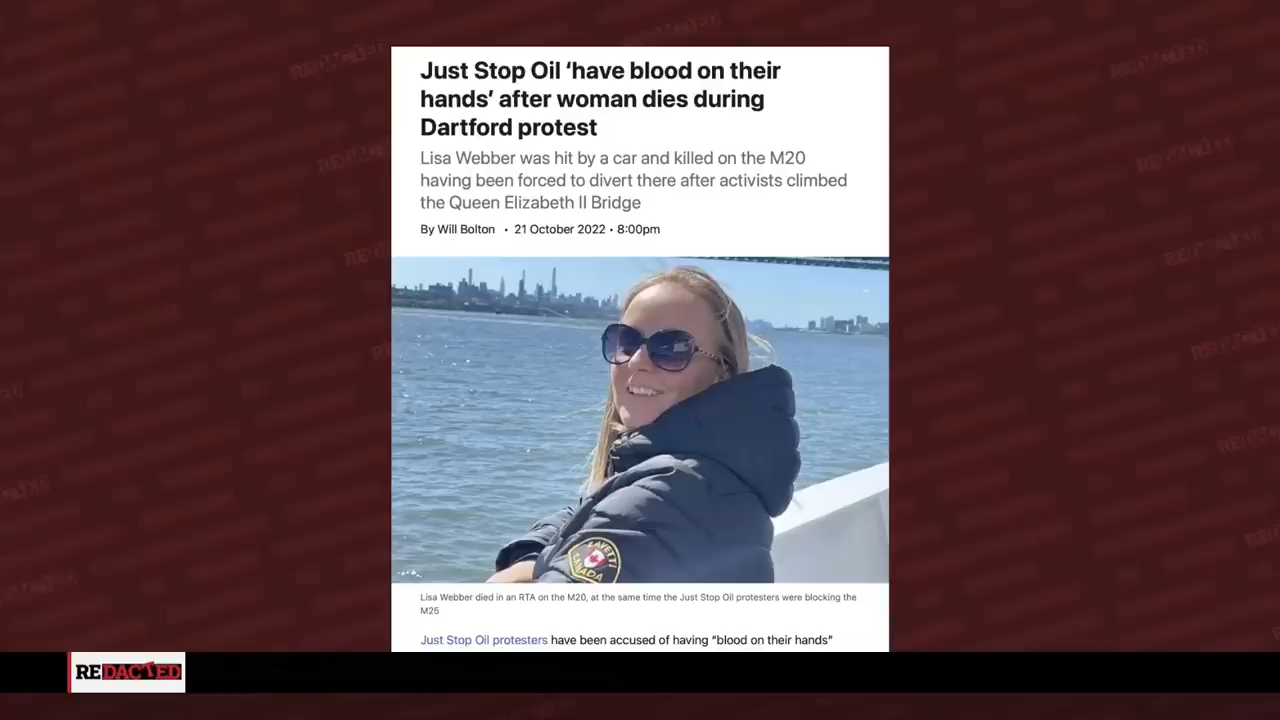 Just Stop Oil ‘have blood on their
hands’ after woman dies during
Dartford protest
Lisa Webber was hit by a car and killed on the M20
having been forced to divert there after activists climbed
the Queen Elizabeth II Bridge
By Will Bolton • 21 October 2022 • 8:00pm
LAVETTI
CANADA
Lisa Webber died in an RTA on the M20, at the same time the Just Stop Oil protesters were blocking the
M25
Just Stop Oil protesters have been accused of having “blood on their hands”
REDACTED